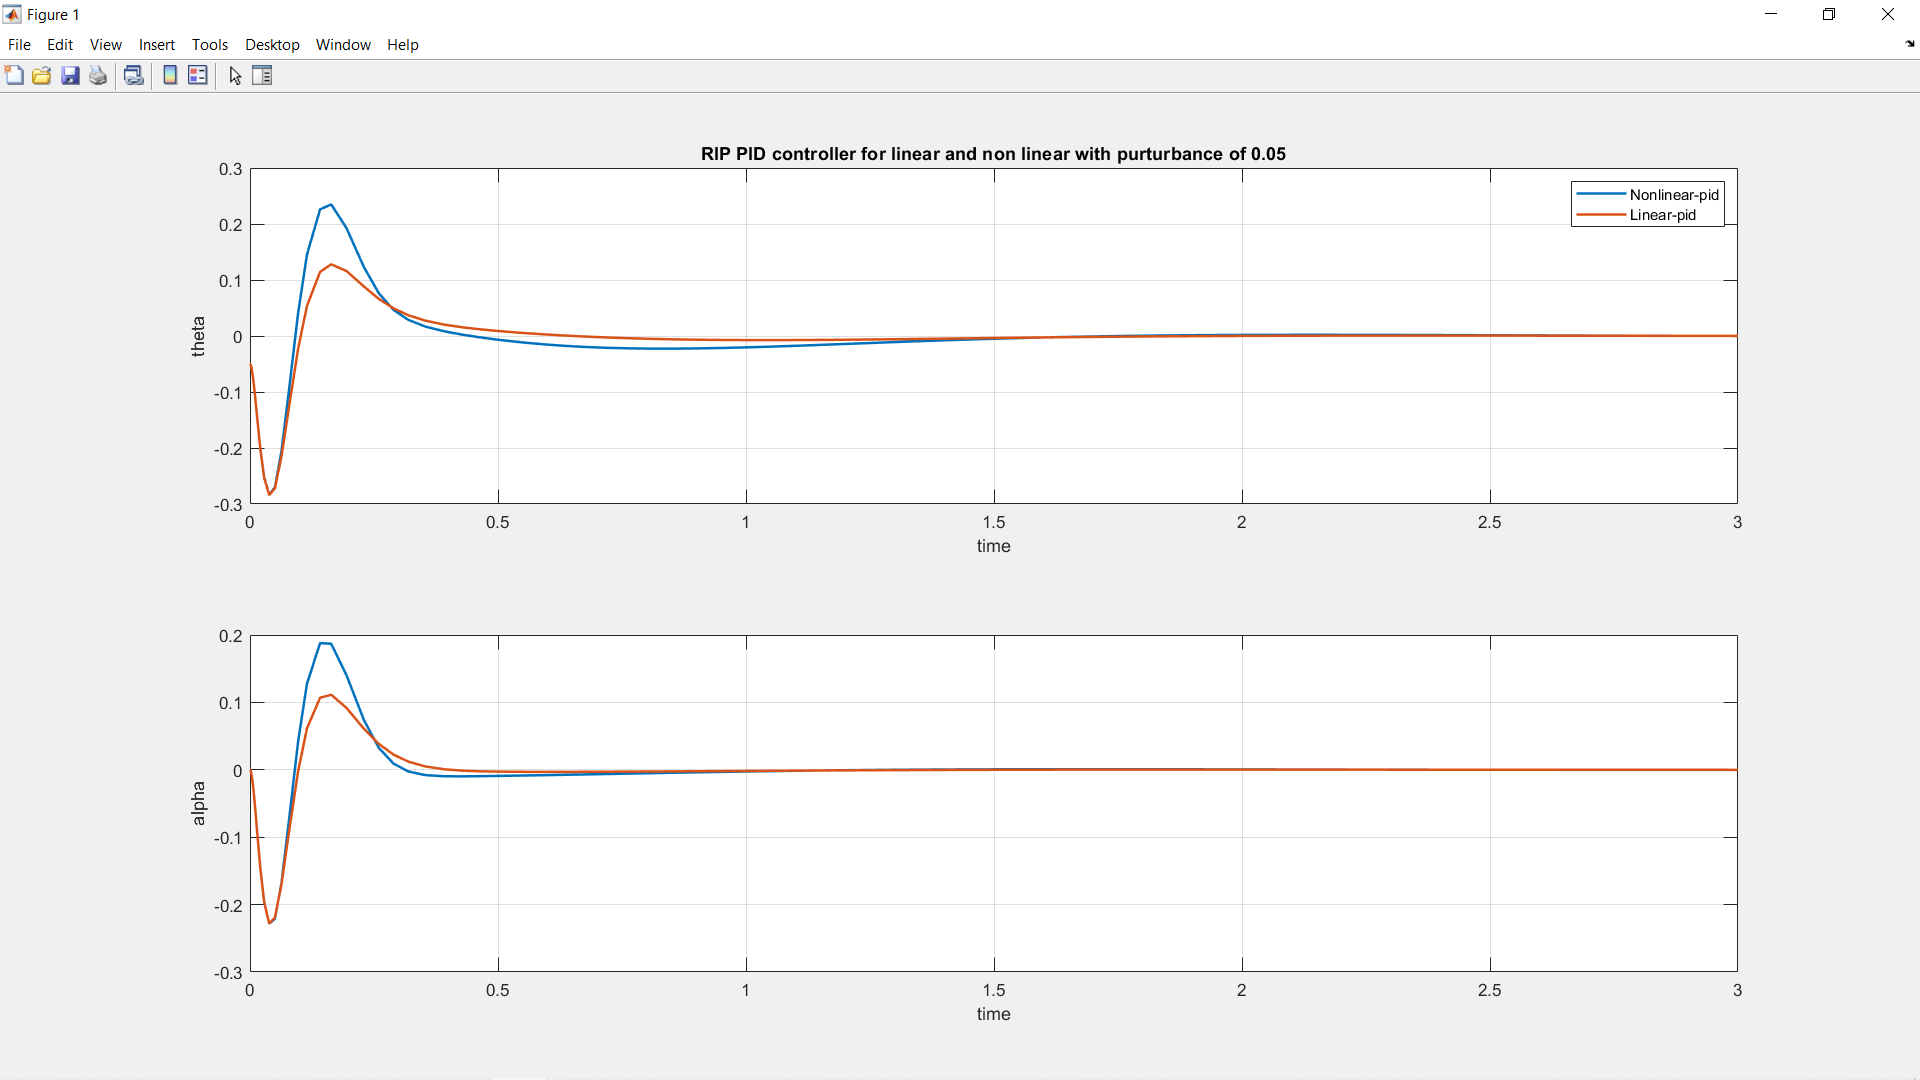 Figure 1
File Edit View Insert Tools Desktop Window Help
RIP PID controller for linear and non linear with purturbance of 0.05
0.3
0.2
0.1
0
-0.1
-0.2
-0.3
theta
Nonlinear-pid
Linear-pid
0 0.5 1 1.5 2 2.5 3
time
0.2
0.1
0
-0.1
-0.2
-0.3
alpha
0 0.5 1 1.5 2 2.5 3
time